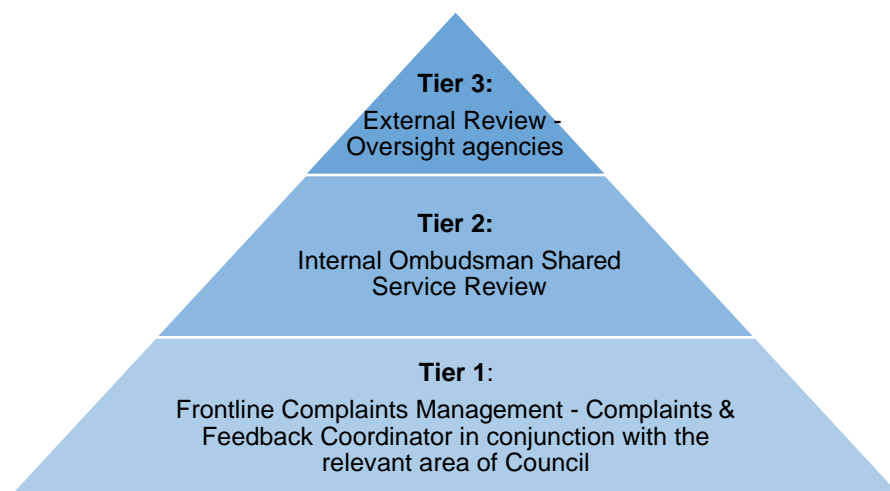 Tier 3:
External Review -
Oversight agencies
Tier 2:
Internal Ombudsman Shared
Service Review
Tier 1:
Frontline Complaints Management - Complaints &
Feedback Coordinator in conjunction with the
relevant area of Council